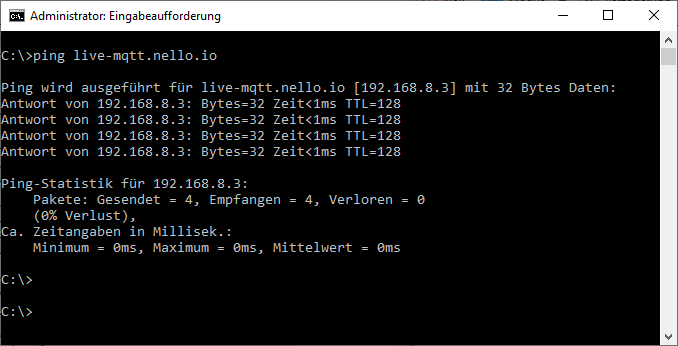 Administrator: Eingabeaufforderung
C:\>ping live-mqtt.nello.io
Ping wird ausgeführt für live-mqtt.nello.io [192.168.8.3] mit 32 Bytes Daten:
Antwort von 192.168.8.3: Bytes=32 Zeit<1ms TTL=128
Antwort von 192.168.8.3: Bytes=32 Zeit<1ms TTL=128
Antwort von 192.168.8.3: Bytes=32 Zeit<1ms TTL=128
Antwort von 192.168.8.3: Bytes=32 Zeit<1ms TTL=128
Ping-Statistik für 192.168.8.3:
    Pakete: Gesendet = 4, Empfangen = 4, Verloren = 0
    (0% Verlust),
Ca. Zeitangaben in Millisek.:
    Minimum = 0ms, Maximum = 0ms, Mittelwert = 0ms
C:\>
C:\>